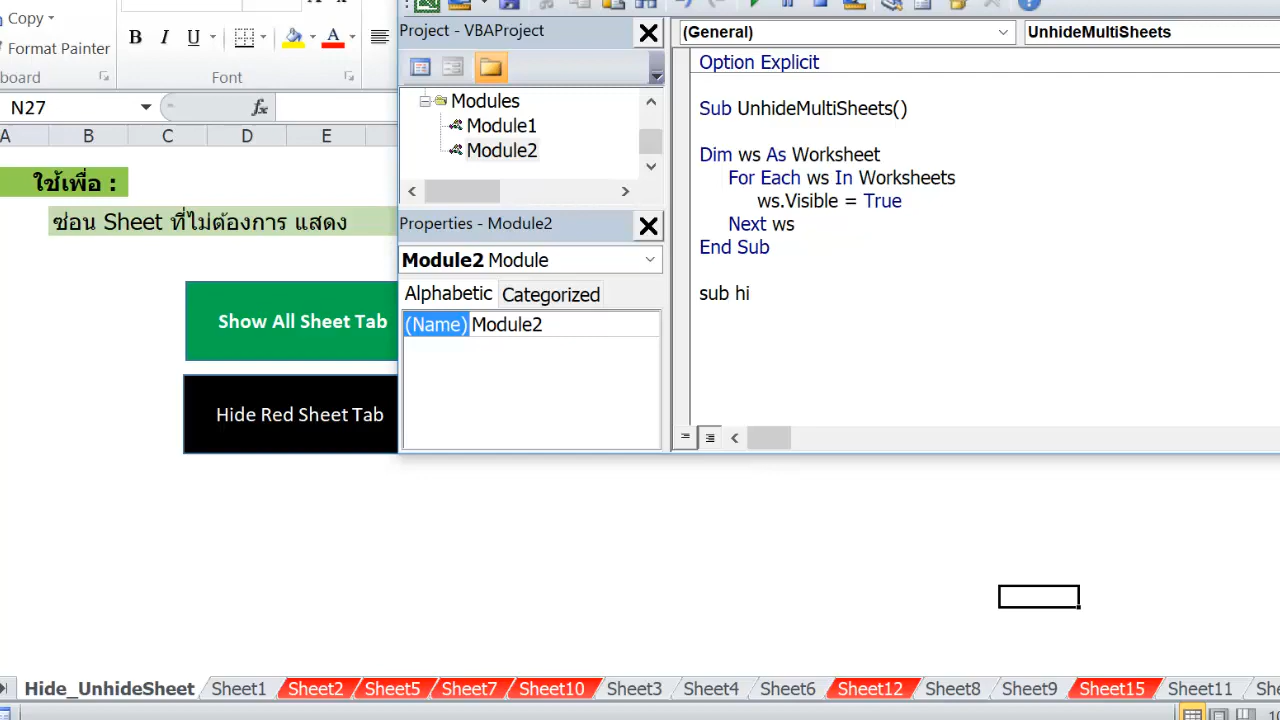 Copy
Format Painter
board
B I U
A
Font
N27
fx
A B C D E
ใช้เพื่อ :
ซ่อน Sheet ที่ไม่ต้องการ แสดง
Show All Sheet Tab
Hide Red Sheet Tab
Project - VBAProject
Modules
Module1
Module2
Properties - Module2
Module2 Module
Alphabetic Categorized
(Name) Module2
(General)
UnhideMultiSheets
Option Explicit
Sub UnhideMultiSheets()
Dim ws As Worksheet
For Each ws In Worksheets
ws.Visible = True
Next ws
End Sub
sub hi
Hide_UnhideSheet Sheet1 Sheet2 Sheet5 Sheet7 Sheet10 Sheet3 Sheet4 Sheet6 Sheet12 Sheet8 Sheet9 Sheet15 Sheet11